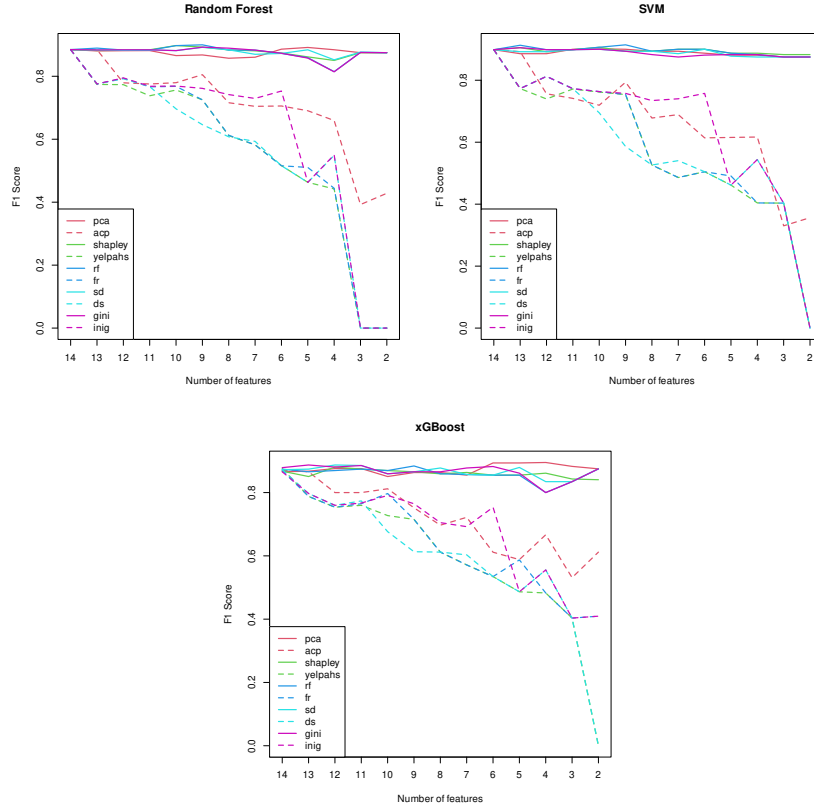 Random Forest
F1 Score
0.0 0.2 0.4 0.6 0.8
pca
acp
shapley
yelpahs
rf
fr
sd
ds
gini
inig
14 13 12 11 10 9 8 7 6 5 4 3 2
Number of features
SVM
F1 Score
0.0 0.2 0.4 0.6 0.8
pca
acp
shapley
yelpahs
rf
fr
sd
ds
gini
inig
14 13 12 11 10 9 8 7 6 5 4 3 2
Number of features
xGBoost
F1 Score
0.0 0.2 0.4 0.6 0.8
pca
acp
shapley
yelpahs
rf
fr
sd
ds
gini
inig
14 13 12 11 10 9 8 7 6 5 4 3 2
Number of features